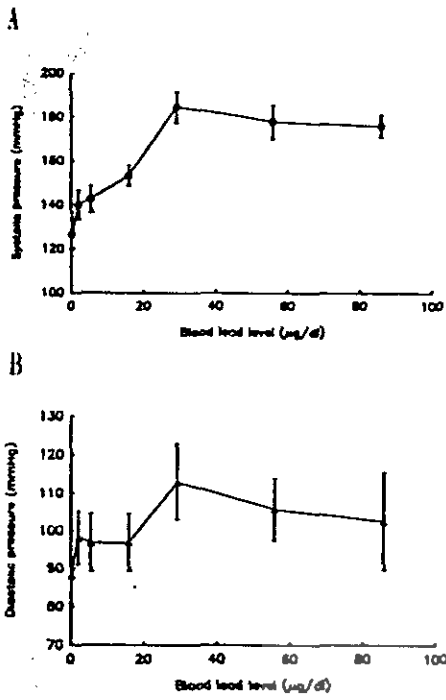 A
200
180
160
140
120
100
Systolic pressure (mmHg)
0 20 40 60 80 100
Blood lead level (µg/dl)
B
130
120
110
100
90
80
70
Diastolic pressure (mmHg)
0 20 40 60 80 100
Blood lead level (µg/dl)